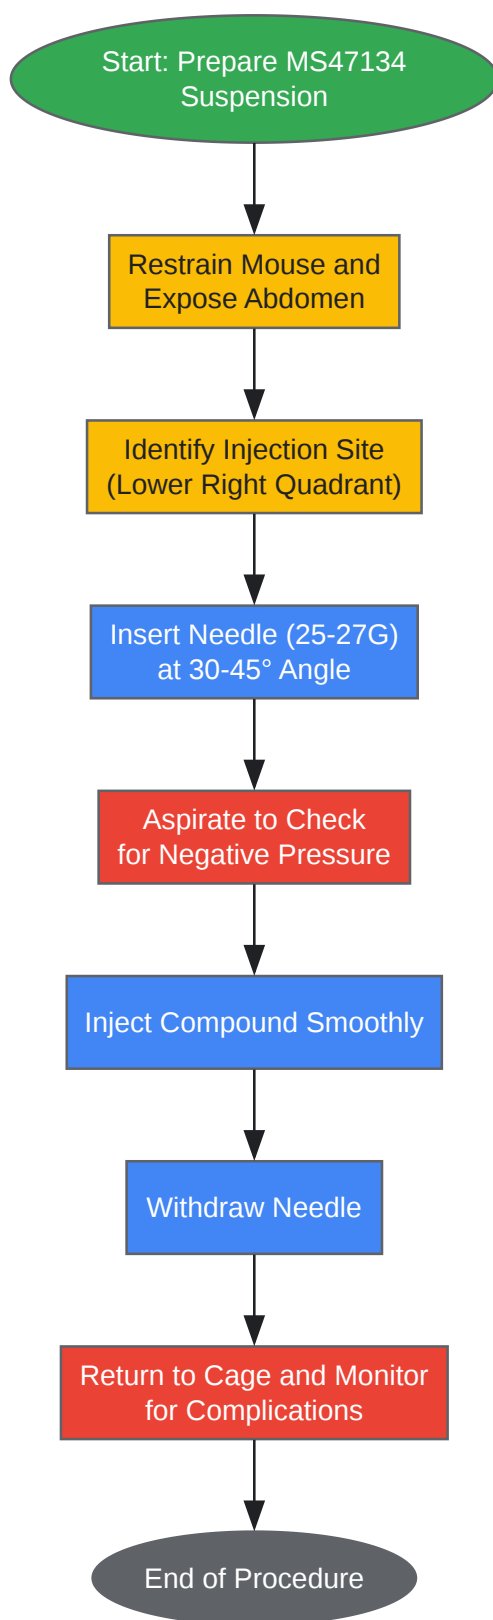 Start: Prepare MS47134
Suspension
Restrain Mouse and
Expose Abdomen
Identify Injection Site
(Lower Right Quadrant)
Insert Needle (25-27G)
at 30-45° Angle
Aspirate to Check
for Negative Pressure
Inject Compound Smoothly
Withdraw Needle
Return to Cage and Monitor
for Complications
End of Procedure